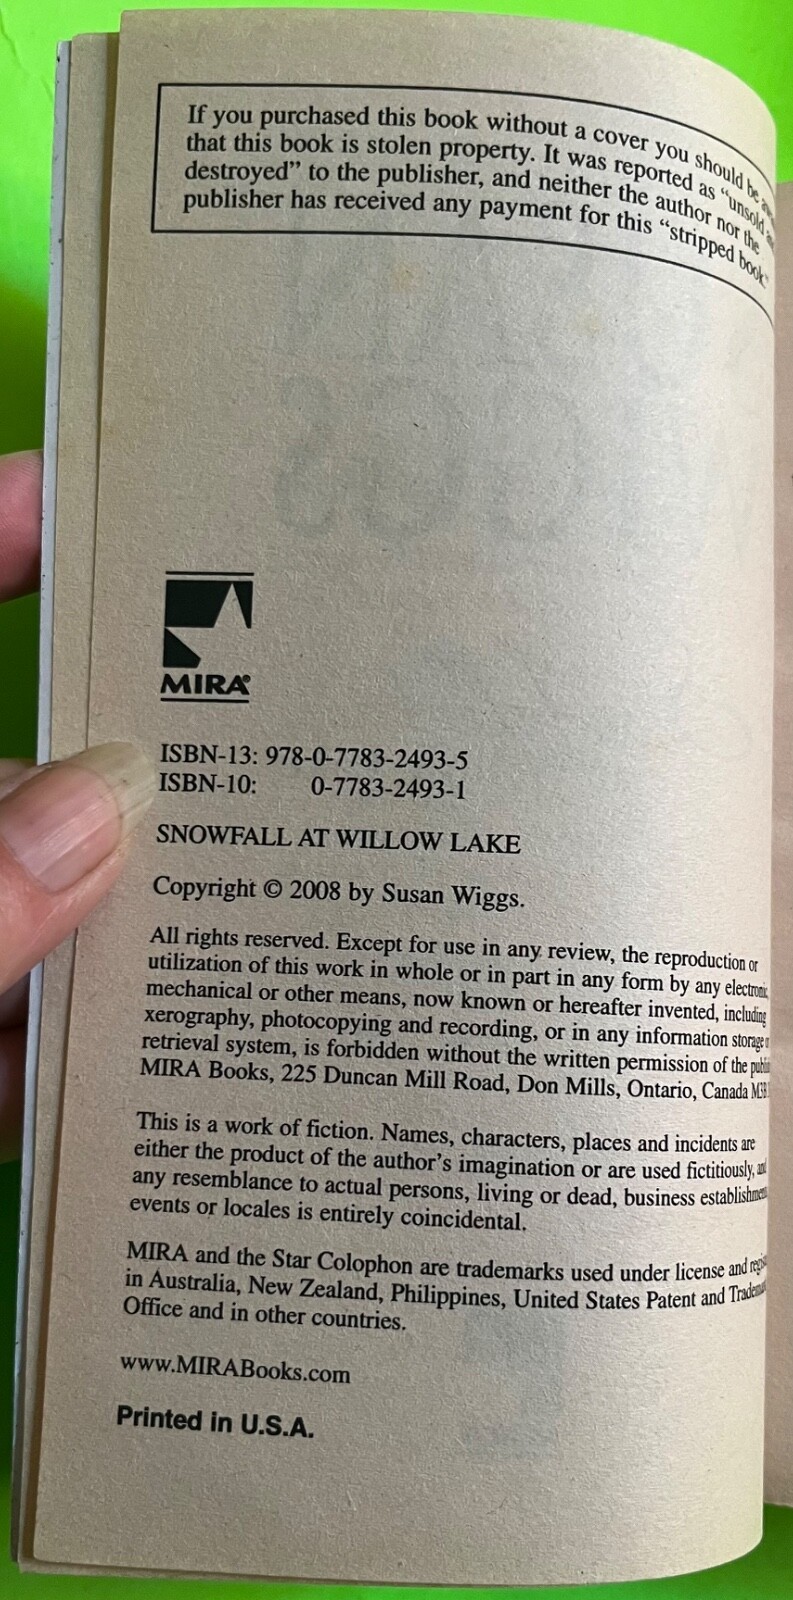 If you purchased this book without a cover you should be
that this book is stolen property. It was reported as "unsold
destroyed" to the publisher, and neither the author nor the
publisher has received any payment for this "stripped book."
MIRA®
ISBN-13: 978-0-7783-2493-5
ISBN-10: 0-7783-2493-1
SNOWFALL AT WILLOW LAKE
Copyright © 2008 by Susan Wiggs.
All rights reserved. Except for use in any review, the reproduction or
utilization of this work in whole or in part in any form by any electronic,
mechanical or other means, now known or hereafter invented, including
xerography, photocopying and recording, or in any information storage
retrieval system, is forbidden without the written permission of the
MIRA Books, 225 Duncan Mill Road, Don Mills, Ontario, Canada
This is a work of fiction. Names, characters, places and incidents are
either the product of the author's imagination or are used fictitiously,
any resemblance to actual persons, living or dead, business
events or locales is entirely coincidental.
MIRA and the Star Colophon are trademarks used under license and
in Australia, New Zealand, Philippines, United States Patent and
Office and in other countries.
www.MIRABooks.com
Printed in U.S.A.